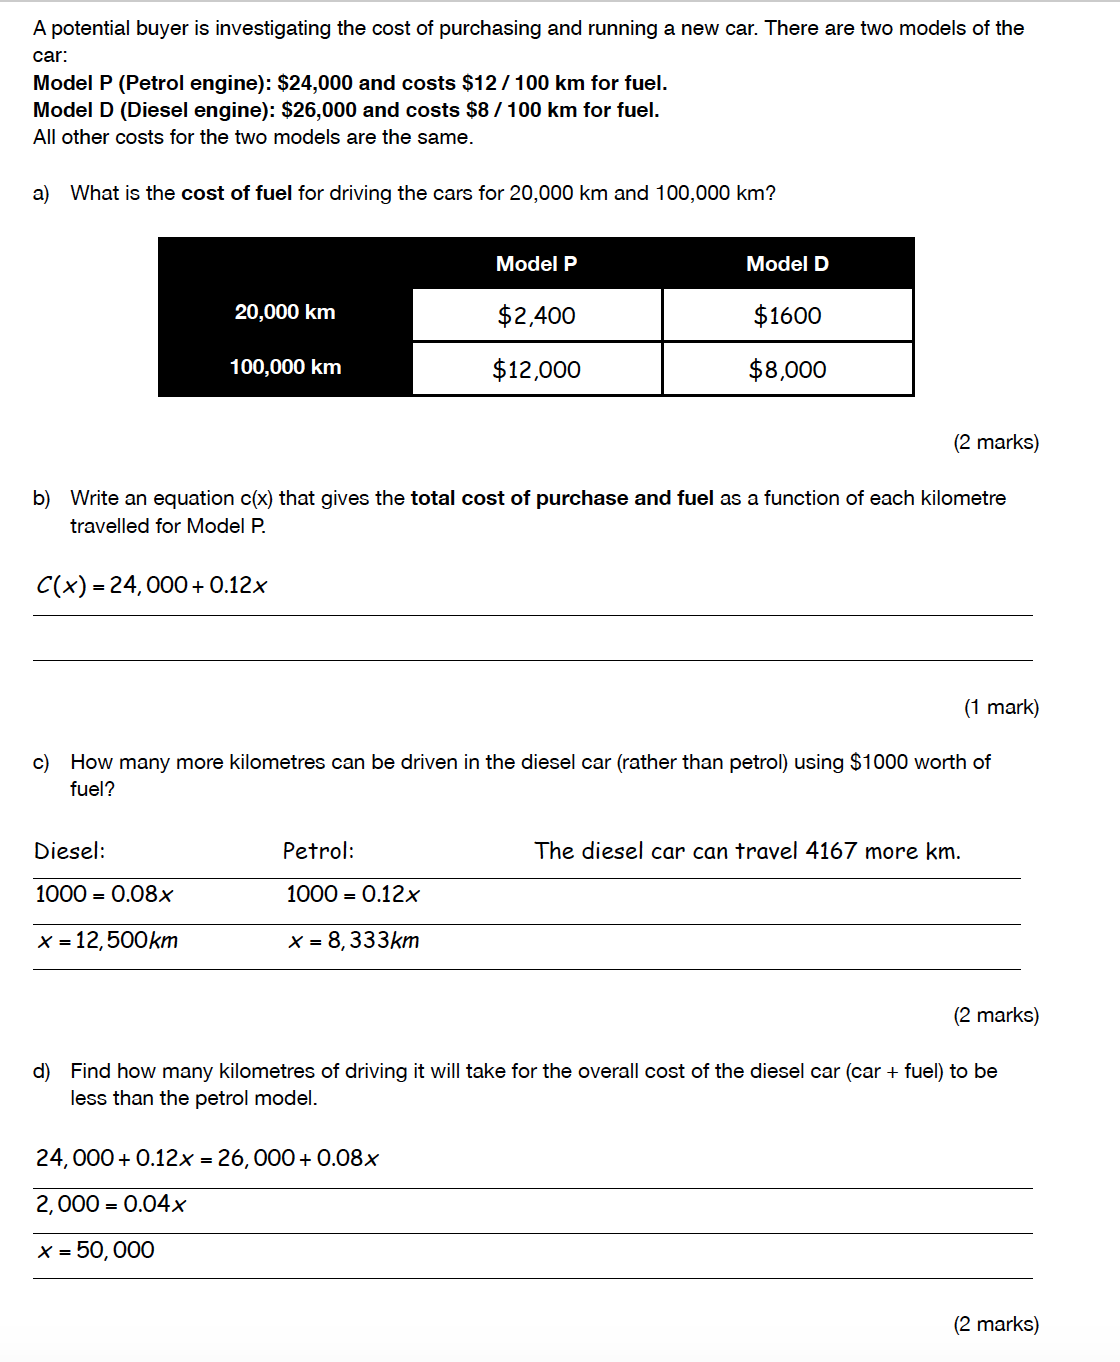 A potential buyer is investigating the cost of purchasing and running a new car. There are two models of the
car:
Model P (Petrol engine): $24,000 and costs $12 / 100 km for fuel.
Model D (Diesel engine): $26,000 and costs $8 / 100 km for fuel.
All other costs for the two models are the same.
a) What is the cost of fuel for driving the cars for 20,000 km and 100,000 km?
Model P Model D
20,000 km $2,400 $1600
100,000 km $12,000 $8,000
(2 marks)
b) Write an equation c(x) that gives the total cost of purchase and fuel as a function of each kilometre
travelled for Model P.
C(x) = 24,000 + 0.12x
(1 mark)
c) How many more kilometres can be driven in the diesel car (rather than petrol) using $1000 worth of
fuel?
Diesel: Petrol: The diesel car can travel 4167 more km.
1000 = 0.08x 1000 = 0.12x
x = 12,500km x = 8,333km
(2 marks)
d) Find how many kilometres of driving it will take for the overall cost of the diesel car (car + fuel) to be
less than the petrol model.
24,000 + 0.12x = 26,000 + 0.08x
2,000 = 0.04x
x = 50,000
(2 marks)